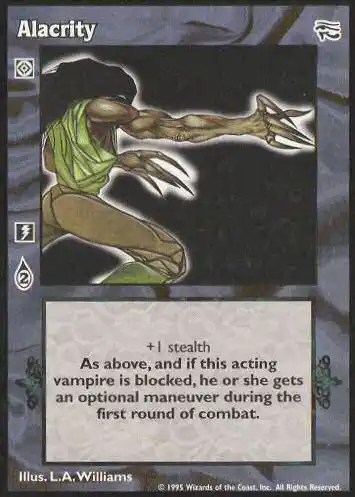 Alacrity
2
+1 stealth
As above, and if this acting
vampire is blocked, he or she gets
an optional maneuver during the
first round of combat.
Illus. L.A. Williams
© 1995 Wizards of the Coast, Inc. All Rights Reserved.